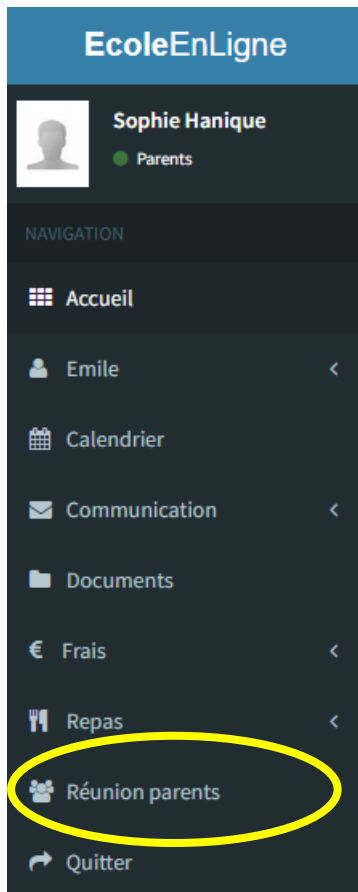 EcoleEnLigne
Sophie Hanique
Parents
NAVIGATION
Accueil
Emile
Calendrier
Communication
Documents
€ Frais
Repas
Réunion parents
Quitter